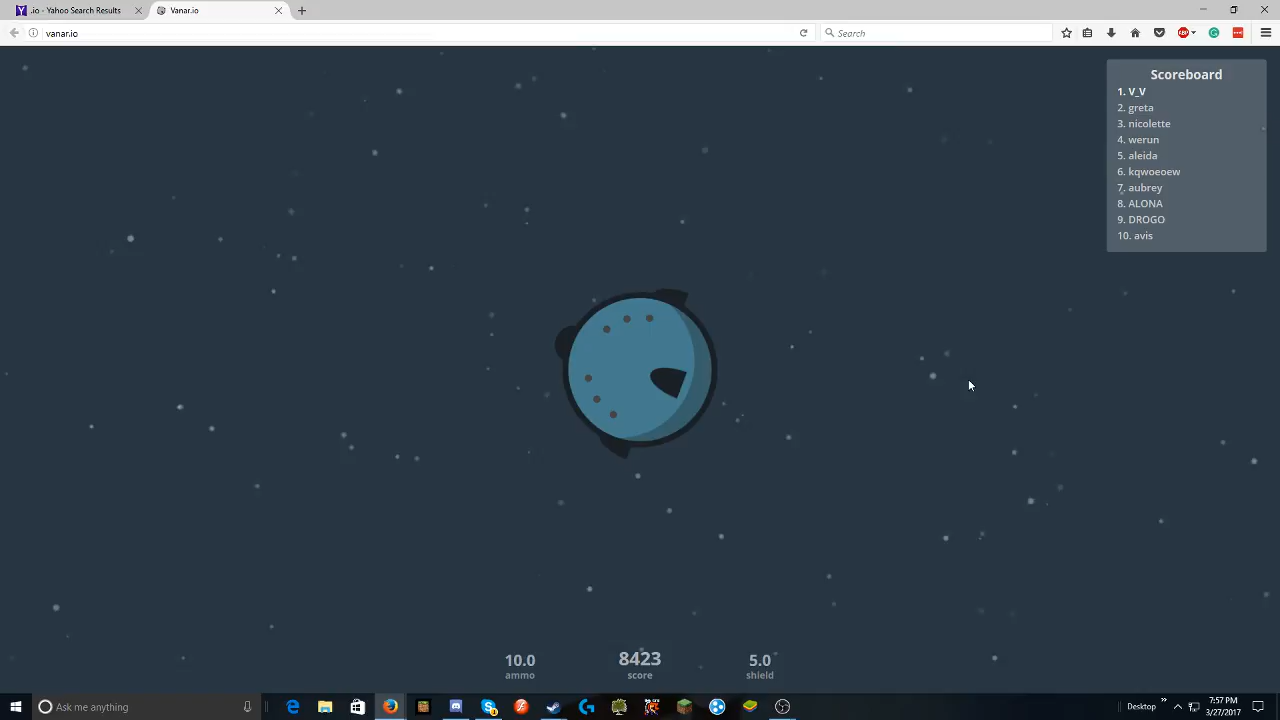 .io - Yahoo Search Results
Vanar.io
vanar.io
Search
Scoreboard
1. V_V
2. greta
3. nicolette
4. werun
5. aleida
6. kqwoeoew
7. aubrey
8. ALONA
9. DROGO
10. avis
10.0
ammo
8423
score
5.0
shield
Ask me anything
Desktop
7:57 PM
3/27/2017